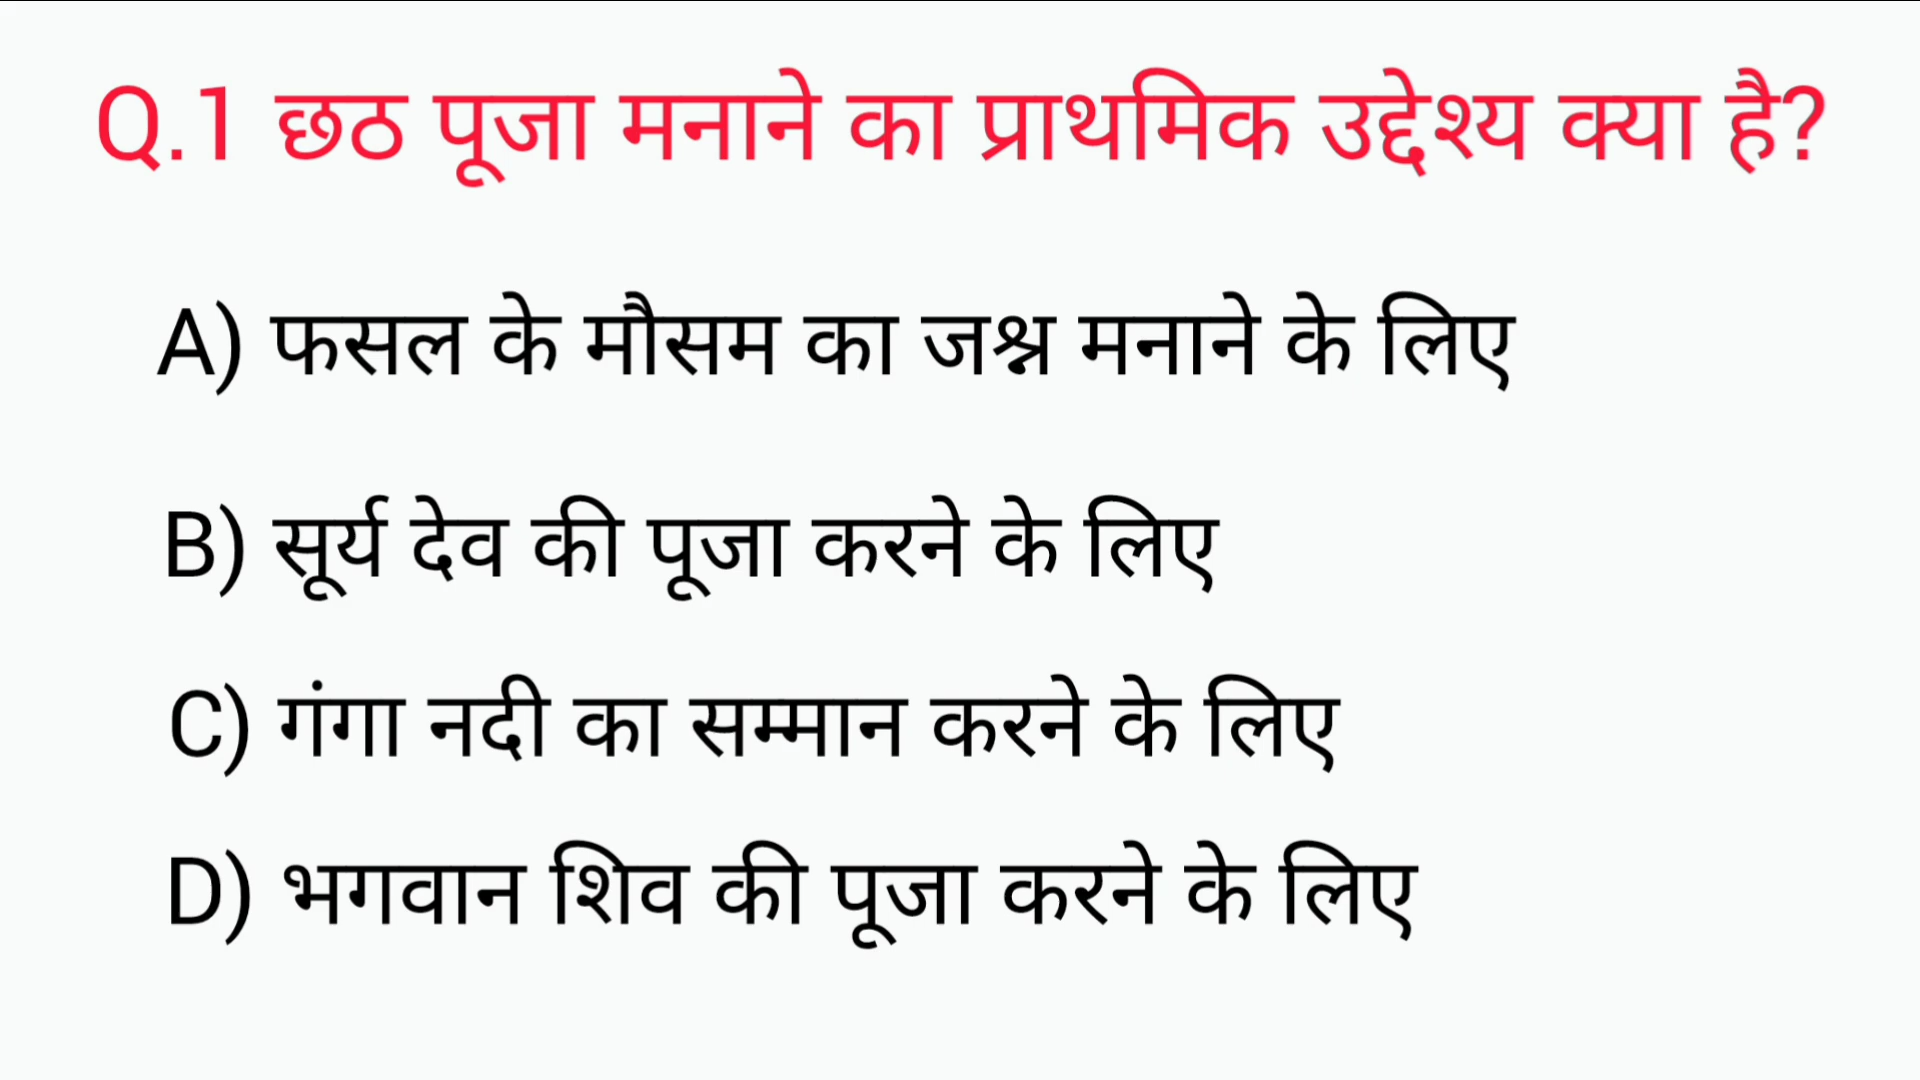 Q.1 छठ पूजा मनाने का प्राथमिक उद्देश्य क्या है?
A) फसल के मौसम का जश्न मनाने के लिए
B) सूर्य देव की पूजा करने के लिए
C) गंगा नदी का सम्मान करने के लिए
D) भगवान शिव की पूजा करने के लिए